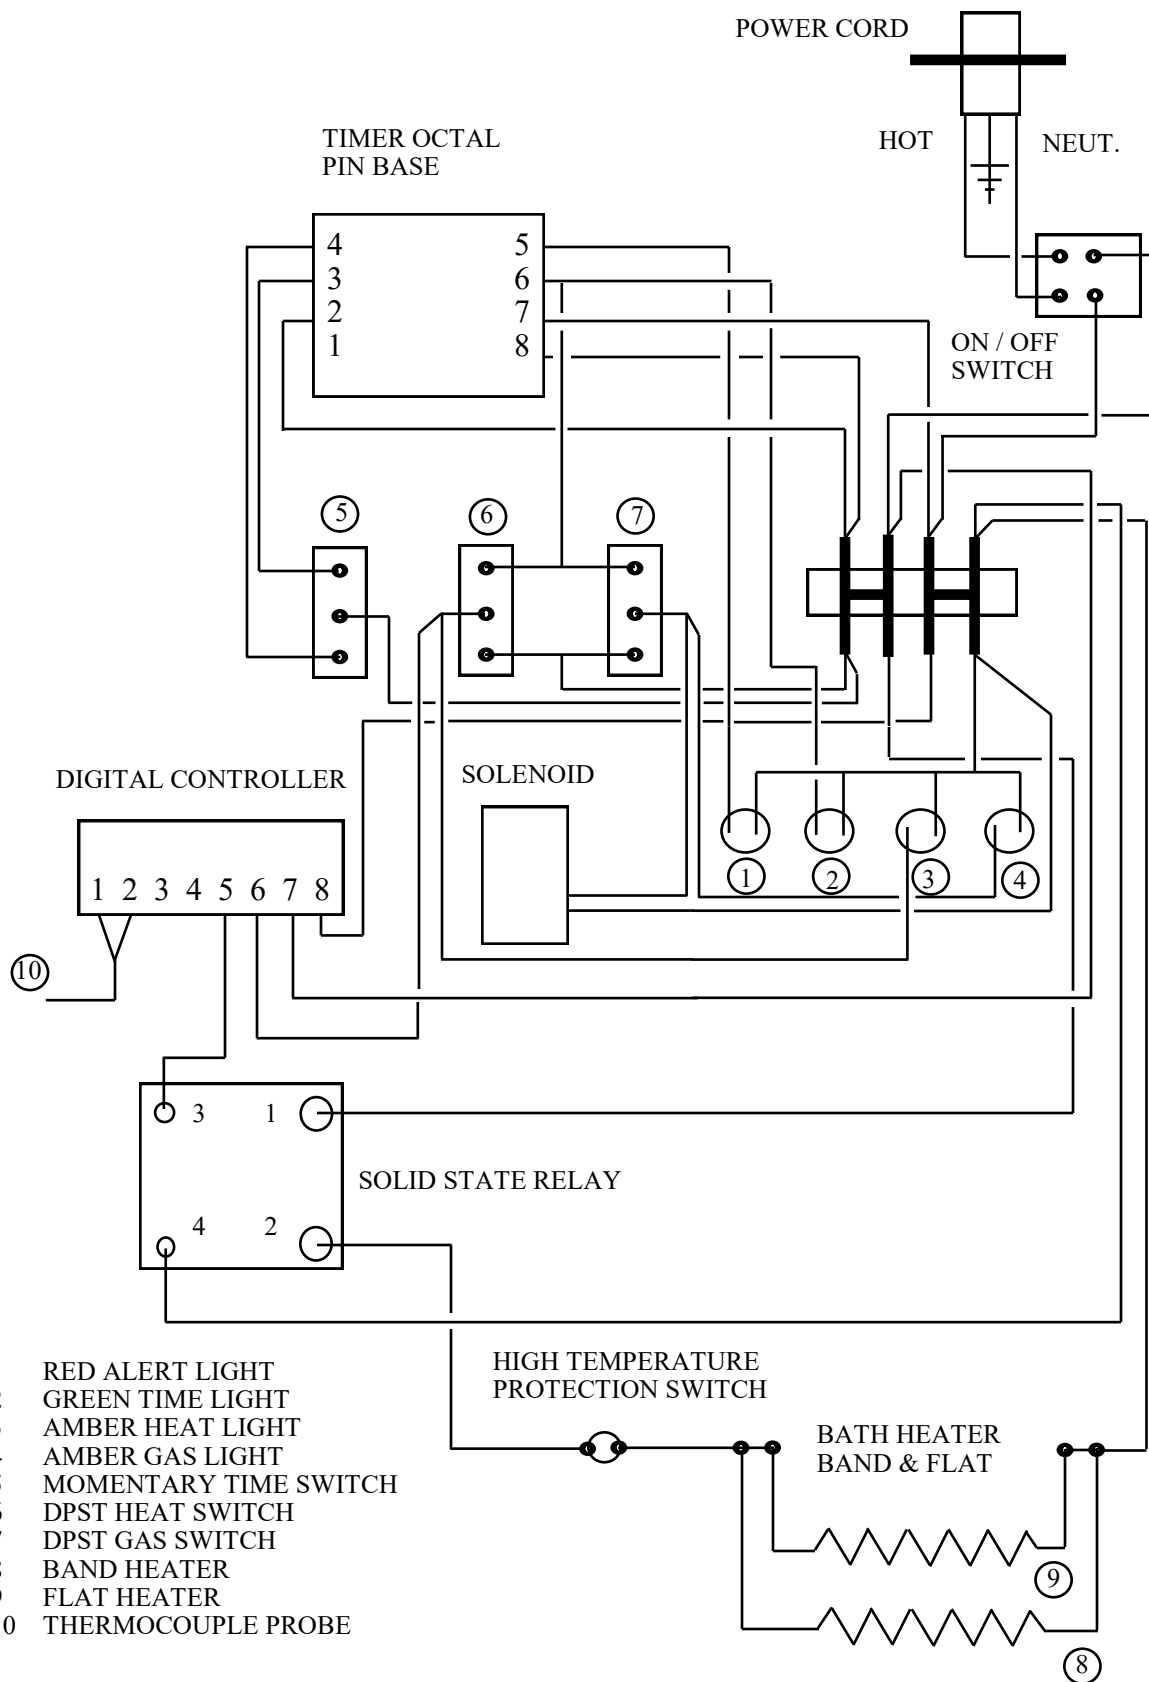 POWER CORD
HOT
NEUT.
TIMER OCTAL
PIN BASE
4 5
3 6
2 7
1 8
ON / OFF
SWITCH
5
6
7
DIGITAL CONTROLLER
SOLENOID
1 2 3 4 5 6 7 8
1
2
3
4
10
3 1
SOLID STATE RELAY
4 2
HIGH TEMPERATURE
PROTECTION SWITCH
BATH HEATER
BAND & FLAT
9
8
RED ALERT LIGHT
GREEN TIME LIGHT
AMBER HEAT LIGHT
AMBER GAS LIGHT
MOMENTARY TIME SWITCH
DPST HEAT SWITCH
DPST GAS SWITCH
BAND HEATER
FLAT HEATER
0 THERMOCOUPLE PROBE